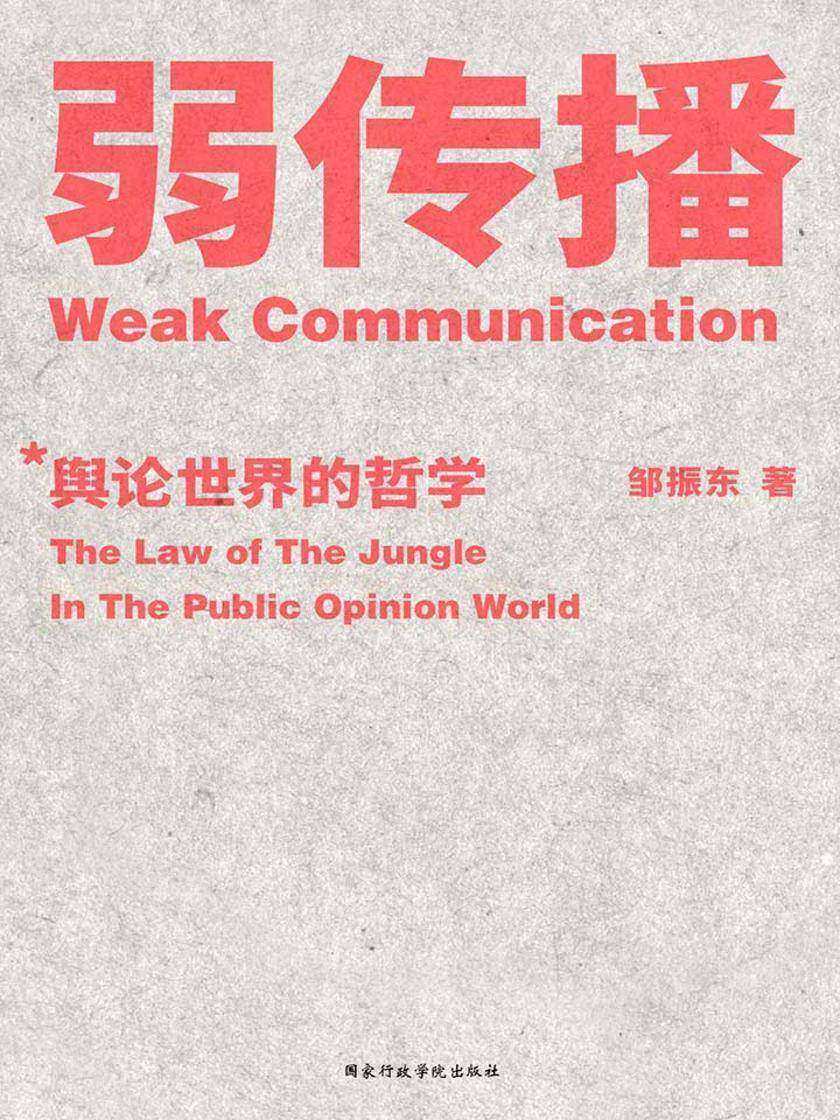 弱传播
Weak Communication
*舆论世界的哲学
邹振东 著
The Law of The Jungle
In The Public Opinion World
国家行政学院出版社